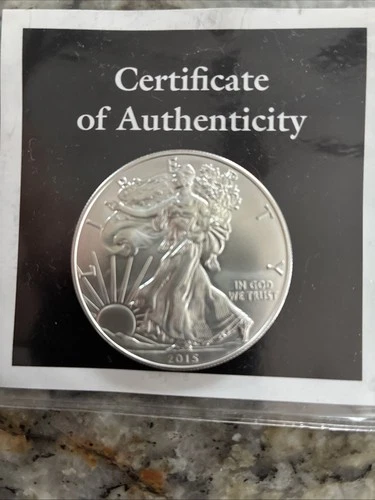 Certificate
of Authenticity
LIBERTY
IN GOD
WE TRUST
2015